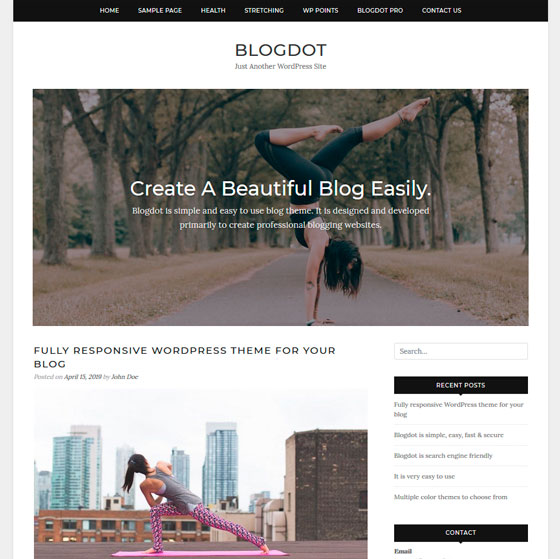 HOME SAMPLE PAGE HEALTH STRETCHING WP POINTS BLOGDOT PRO CONTACT US
BLOGDOT
Just Another WordPress Site
Create A Beautiful Blog Easily.
Blogdot is simple and easy to use blog theme. It is designed and developed
primarily to create professional blogging websites.
FULLY RESPONSIVE WORDPRESS THEME FOR YOUR
BLOG
Posted on April 15, 2019 by John Doe
Search...
RECENT POSTS
Fully responsive WordPress theme for your
blog
Blogdot is simple, easy, fast & secure
Blogdot is search engine friendly
It is very easy to use
Multiple color themes to choose from
CONTACT
Email